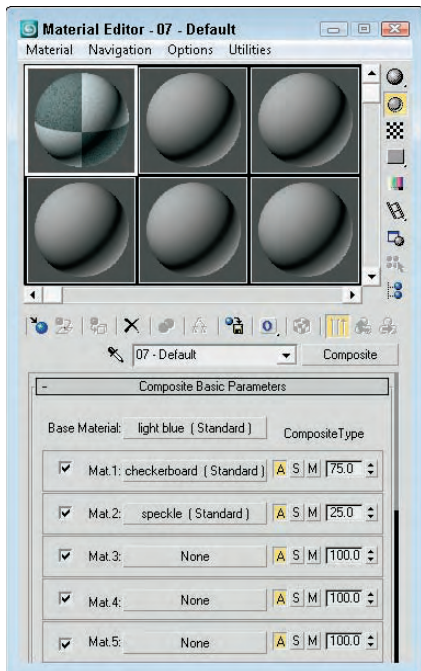 Material Editor - 07 - Default
Material Navigation Options Utilities
07 - Default Composite
- Composite Basic Parameters
Base Material: light blue ( Standard ) CompositeType
Mat.1: checkerboard ( Standard ) A S M 75.0
Mat.2: speckle ( Standard ) A S M 25.0
Mat.3: None A S M 100.0
Mat.4: None A S M 100.0
Mat.5: None A S M 100.0